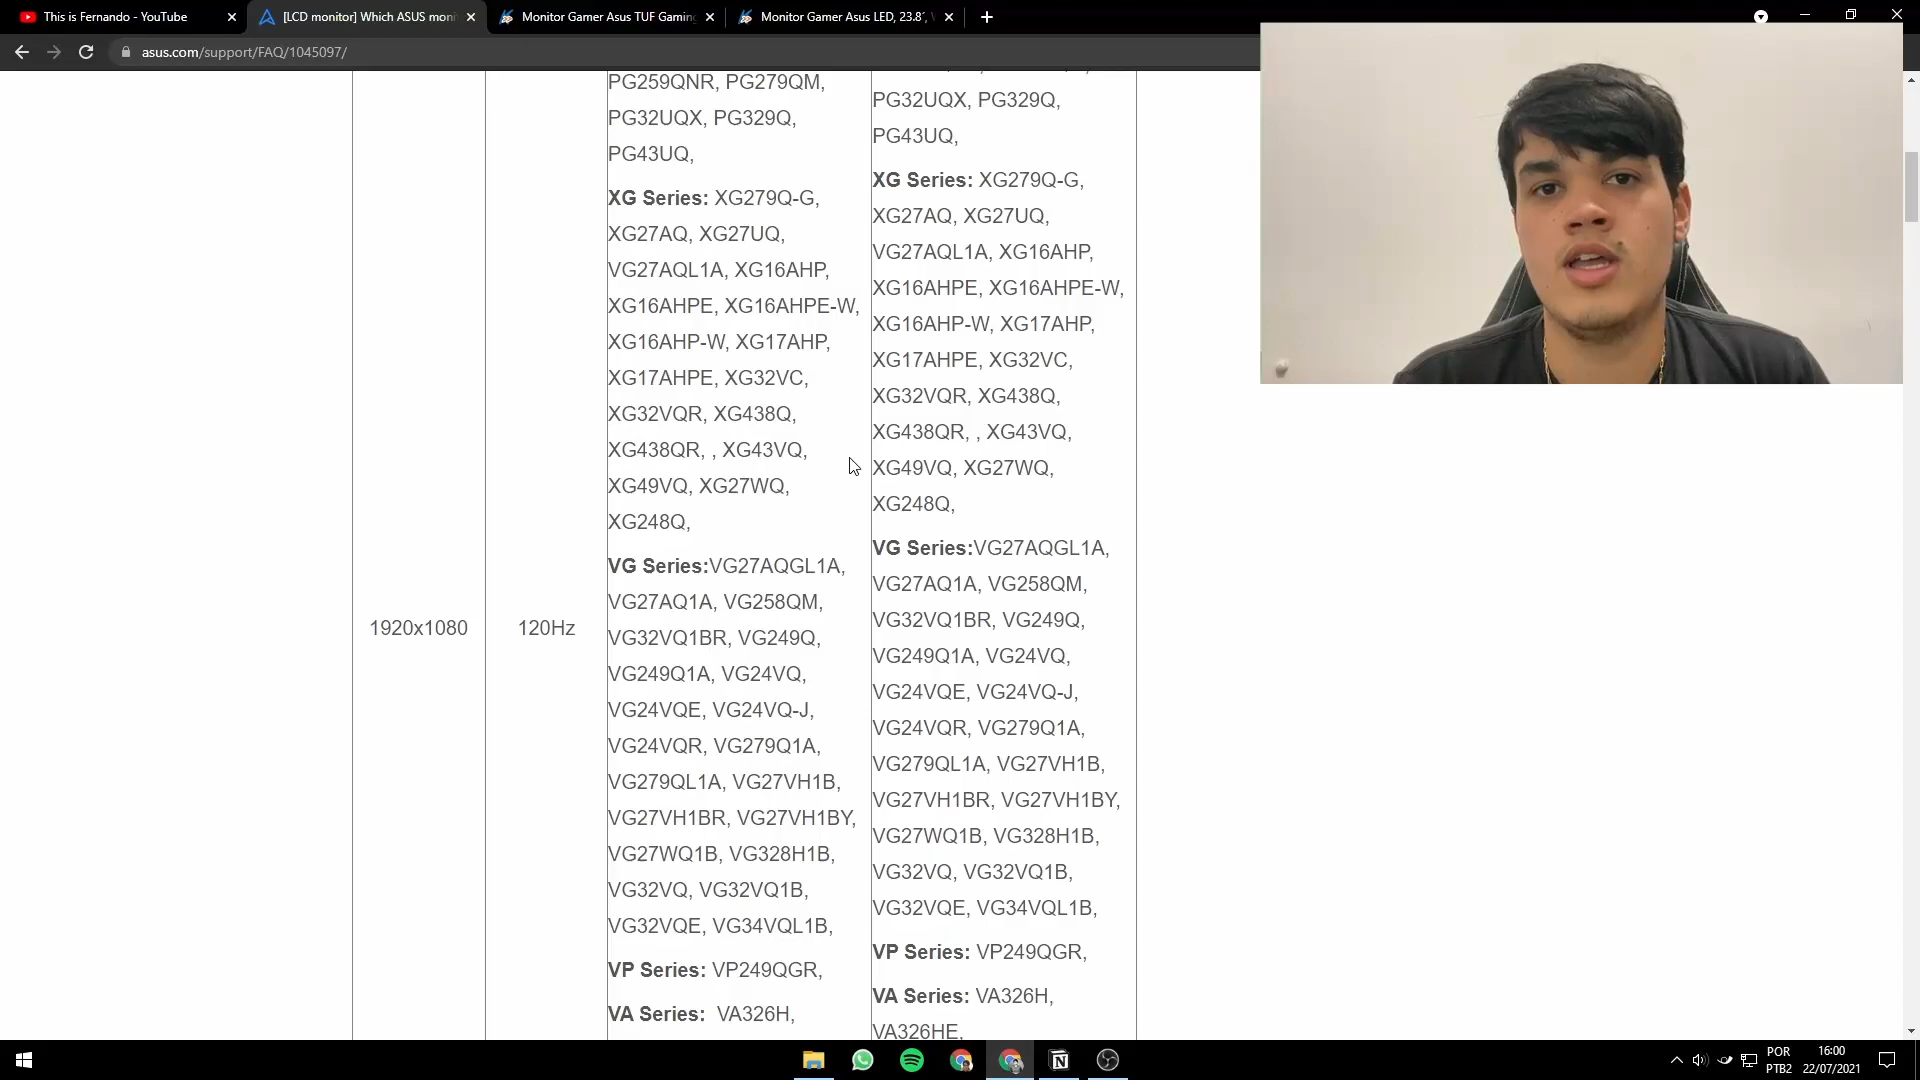 This is Fernando - YouTube
[LCD monitor] Which ASUS moni
Monitor Gamer Asus TUF Gaming
Monitor Gamer Asus LED, 23.8´,
asus.com/support/FAQ/1045097/
1920x1080
120Hz
PG259QNR, PG279QM,
PG32UQX, PG329Q,
PG43UQ,
XG Series: XG279Q-G,
XG27AQ, XG27UQ,
VG27AQL1A, XG16AHP,
XG16AHPE, XG16AHPE-W,
XG16AHP-W, XG17AHP,
XG17AHPE, XG32VC,
XG32VQR, XG438Q,
XG438QR, , XG43VQ,
XG49VQ, XG27WQ,
XG248Q,
VG Series:VG27AQGL1A,
VG27AQ1A, VG258QM,
VG32VQ1BR, VG249Q,
VG249Q1A, VG24VQ,
VG24VQE, VG24VQ-J,
VG24VQR, VG279Q1A,
VG279QL1A, VG27VH1B,
VG27VH1BR, VG27VH1BY,
VG27WQ1B, VG328H1B,
VG32VQ, VG32VQ1B,
VG32VQE, VG34VQL1B,
VP Series: VP249QGR,
VA Series: VA326H,
PG32UQX, PG329Q,
PG43UQ,
XG Series: XG279Q-G,
XG27AQ, XG27UQ,
VG27AQL1A, XG16AHP,
XG16AHPE, XG16AHPE-W,
XG16AHP-W, XG17AHP,
XG17AHPE, XG32VC,
XG32VQR, XG438Q,
XG438QR, , XG43VQ,
XG49VQ, XG27WQ,
XG248Q,
VG Series:VG27AQGL1A,
VG27AQ1A, VG258QM,
VG32VQ1BR, VG249Q,
VG249Q1A, VG24VQ,
VG24VQE, VG24VQ-J,
VG24VQR, VG279Q1A,
VG279QL1A, VG27VH1B,
VG27VH1BR, VG27VH1BY,
VG27WQ1B, VG328H1B,
VG32VQ, VG32VQ1B,
VG32VQE, VG34VQL1B,
VP Series: VP249QGR,
VA Series: VA326H,
VA326HE,
POR
PTB2
16:00
22/07/2021